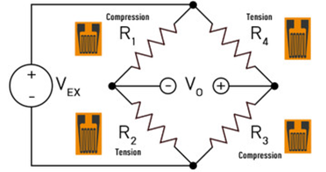 Compression
Tension
R1
R4
+
- VEX
- VO +
R2
R3
Tension
Compression